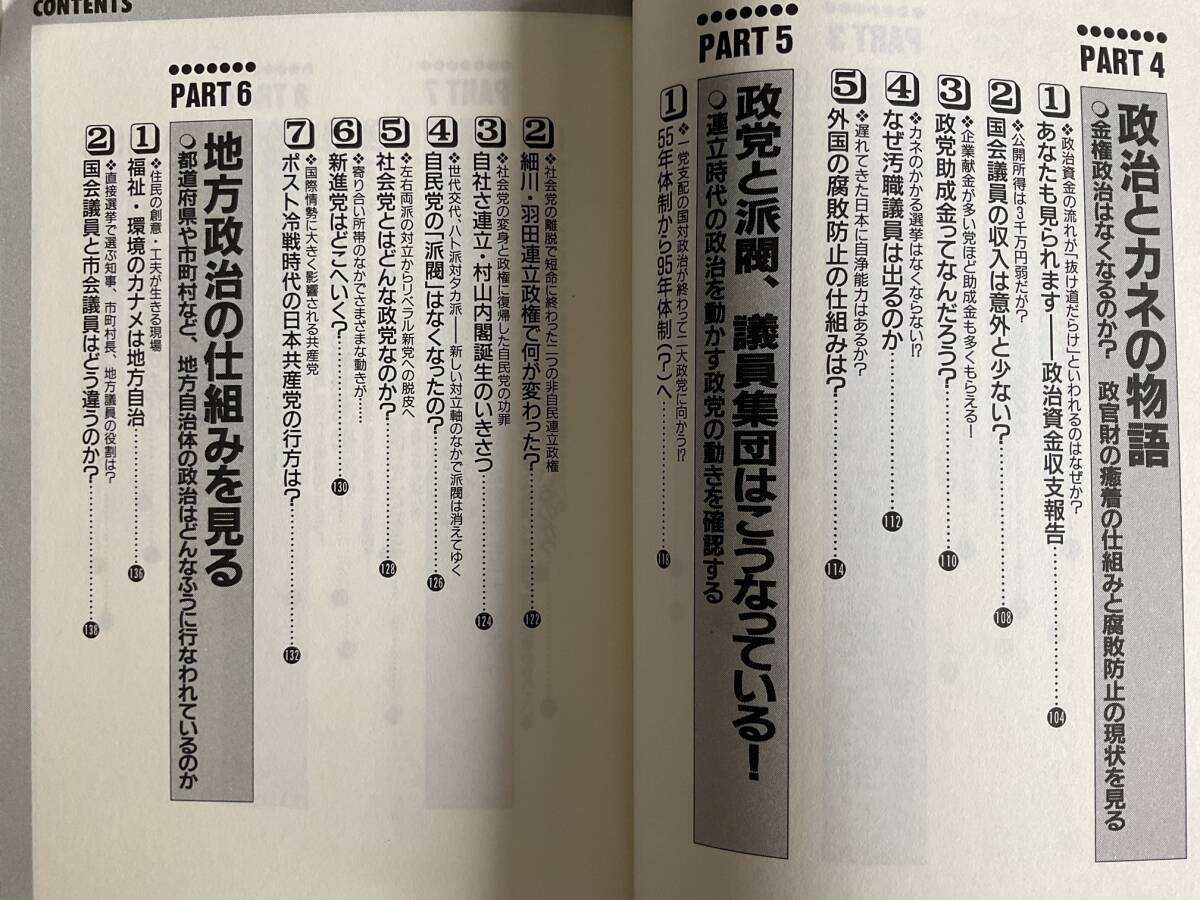 CONTENTS
PART 4
政治とカネの物語
○金権政治はなくなるのか? 政官財の癒着の仕組みと腐敗防止の現状を見る
1 あなたも見られます——政治資金収支報告………104
❖政治資金の流れが「抜け道だらけ」といわれるのはなぜか?
2 国会議員の収入は意外と少ない?………108
❖公開所得は3千万円弱だが?
3 政党助成金ってなんだろう?………110
❖企業献金が多い党ほど助成金も多くもらえる—
4 なぜ汚職議員は出るのか………112
❖カネのかかる選挙はなくならない!?
5 外国の腐敗防止の仕組みは?………114
❖遅れてきた日本に自浄能力はあるか?
PART 5
政党と派閥、議員集団はこうなっている!
○連立時代の政治を動かす政党の動きを確認する
1 55年体制から95年体制(?)へ………118
❖一党支配の国対政治が終わって二大政党に向かう!?
2 細川・羽田連立政権で何が変わった?………122
❖社会党の離脱で短命に終わった二つの非自民連立政権
3 自社さ連立・村山内閣誕生のいきさつ………124
❖社会党の変身と政権に復帰した自民党の功罪
4 自民党の「派閥」はなくなったの?………126
❖世代交代、ハト派対タカ派——新しい対立軸のなかで派閥は消えてゆく
5 社会党とはどんな政党なのか?………128
❖左右両派の対立からリベラル新党への脱皮へ
6 新進党はどこへいく?………130
❖寄り合い所帯のなかでさまざまな動きが……
7 ポスト冷戦時代の日本共産党の行方は?………132
❖国際情勢に大きく影響される共産党
PART 6
地方政治の仕組みを見る
○都道府県や市町村など、地方自治体の政治はどんなふうに行なわれているのか
1 福祉・環境のカナメは地方自治………136
❖住民の創意・工夫が生きる現場
2 国会議員と市会議員はどう違うのか?………138
❖直接選挙で選ぶ知事、市町村長、地方議員の役割は?